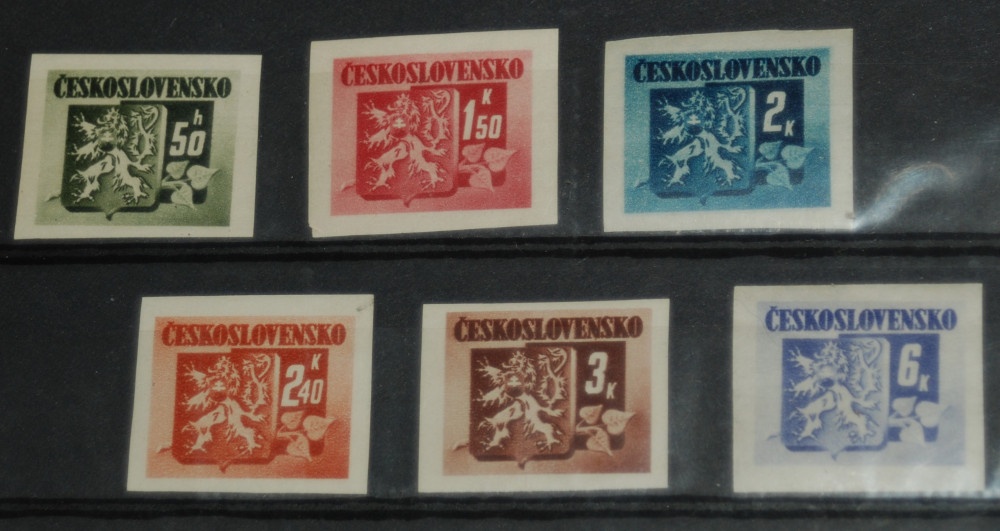 ČESKOSLOVENSKO
50 h
ČESKOSLOVENSKO
1 50 K
ČESKOSLOVENSKO
2 K
ČESKOSLOVENSKO
2 40 K
ČESKOSLOVENSKO
3 K
ČESKOSLOVENSKO
6 K